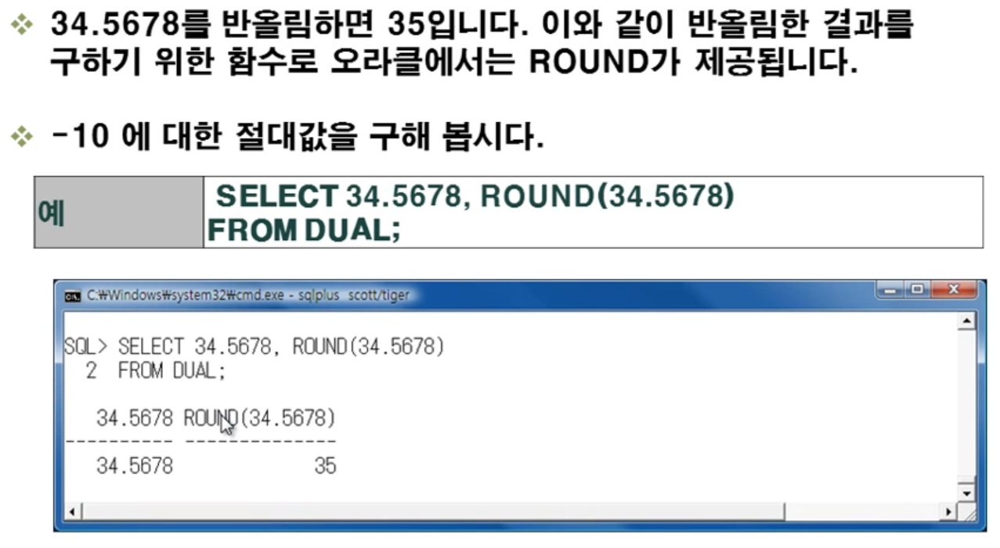 34.5678를 반올림하면 35입니다. 이와 같이 반올림한 결과를
구하기 위한 함수로 오라클에서는 ROUND가 제공됩니다.
-10 에 대한 절대값을 구해 봅시다.
예
SELECT 34.5678, ROUND(34.5678)
FROM DUAL;
C:₩Windows₩system32₩cmd.exe - sqlplus scott/tiger
SQL> SELECT 34.5678, ROUND(34.5678)
2 FROM DUAL;
34.5678 ROUND(34.5678)
---------- --------------
34.5678 35